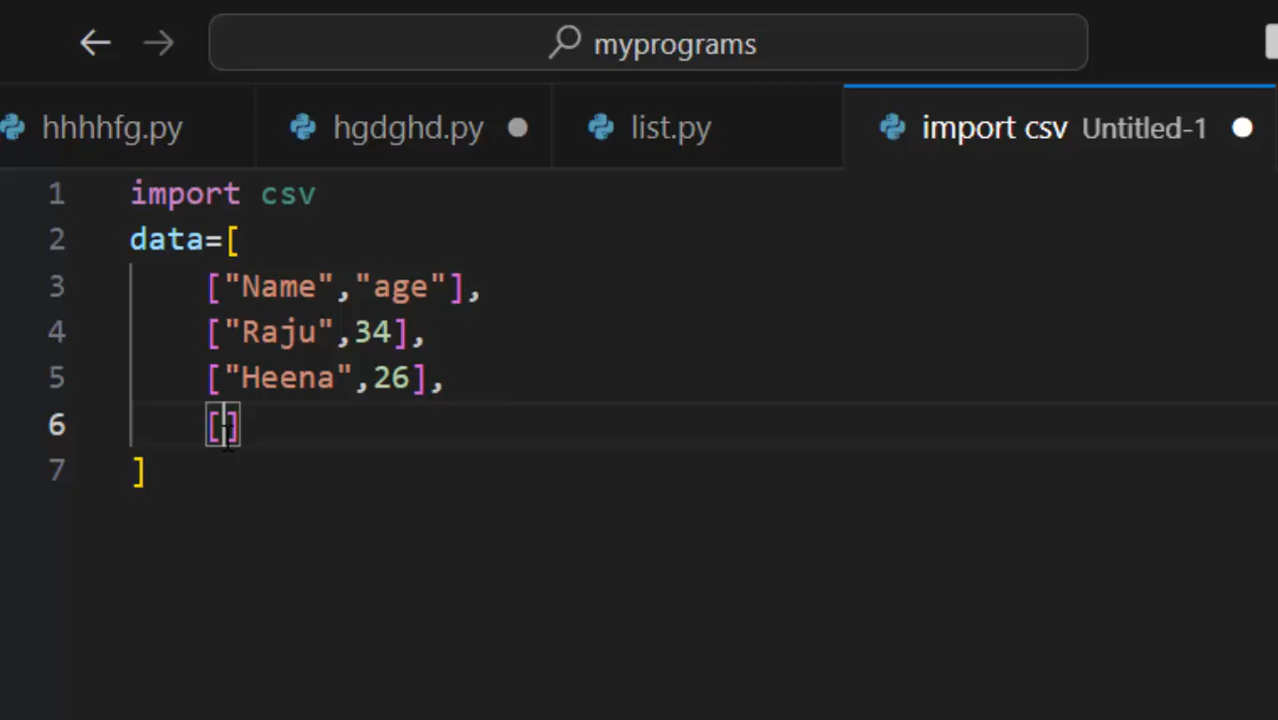 myprograms
hhhhfg.py hgdghd.py list.py import csv Untitled-1
1 import csv
2 data=[
3 ["Name","age"],
4 ["Raju",34],
5 ["Heena",26],
6 []
7 ]